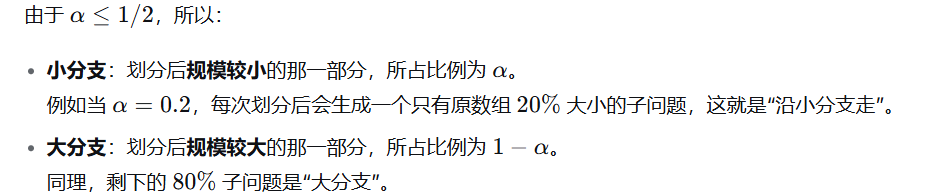 由于 α ≤ 1/2，所以：
• 小分支：划分后规模较小的那一部分，所占比例为 α。
例如当 α = 0.2，每次划分后会生成一个只有原数组 20% 大小的子问题，这就是“沿小分支走”。
• 大分支：划分后规模较大的那一部分，所占比例为 1 − α。
同理，剩下的 80% 子问题是“大分支”。